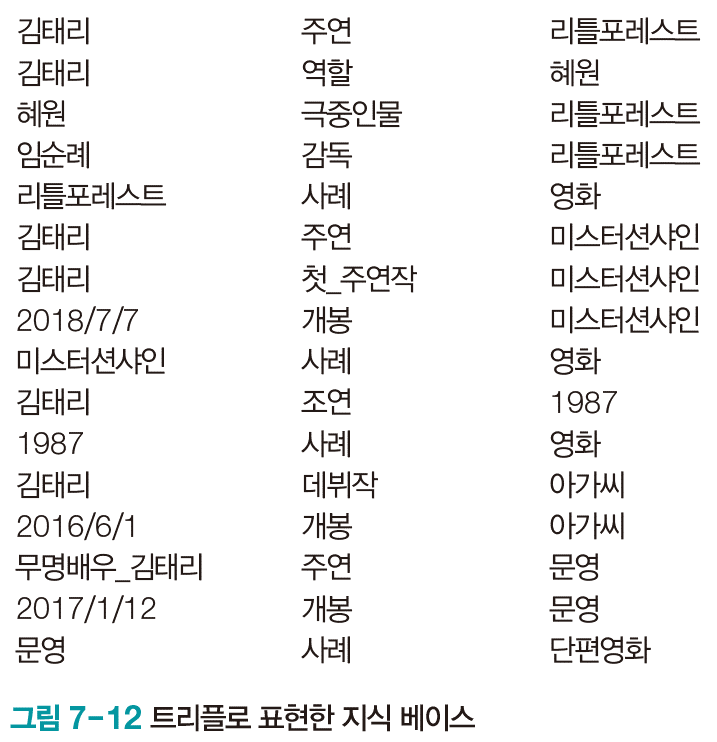 김태리 주연 리틀포레스트
김태리 역할 혜원
혜원 극중인물 리틀포레스트
임순례 감독 리틀포레스트
리틀포레스트 사례 영화
김태리 주연 미스터션샤인
김태리 첫_주연작 미스터션샤인
2018/7/7 개봉 미스터션샤인
미스터션샤인 사례 영화
김태리 조연 1987
1987 사례 영화
김태리 데뷔작 아가씨
2016/6/1 개봉 아가씨
무명배우_김태리 주연 문영
2017/1/12 개봉 문영
문영 사례 단편영화
그림 7-12 트리플로 표현한 지식 베이스